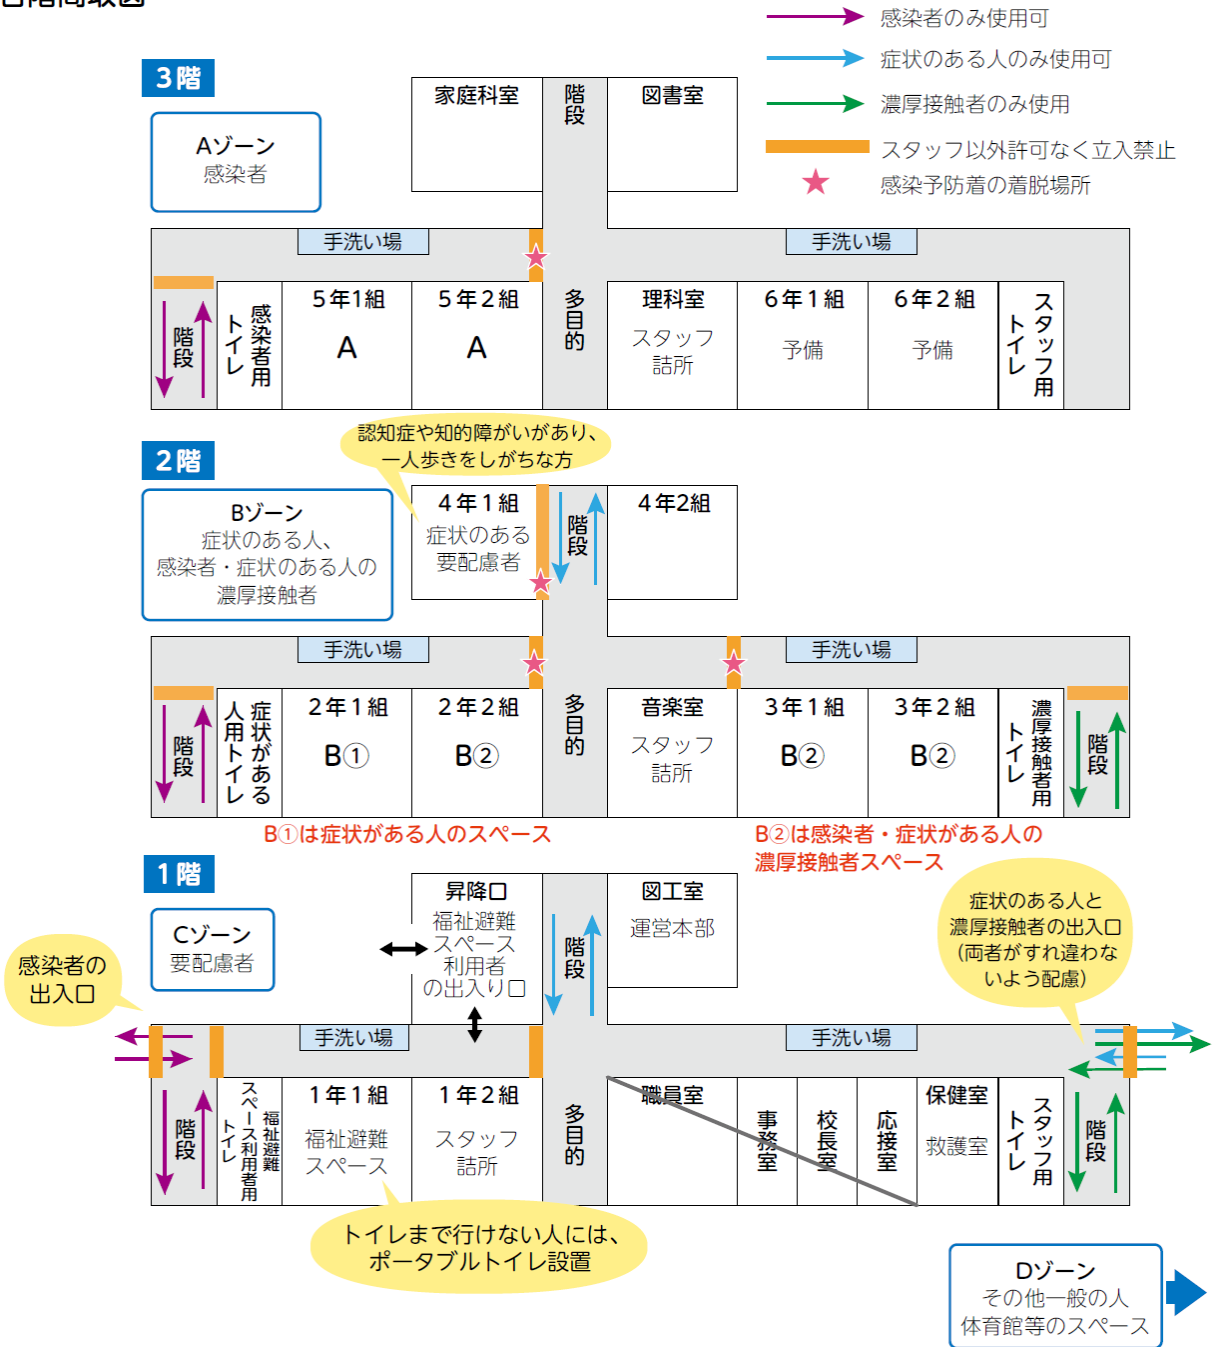 感染者のみ使用可
症状のある人のみ使用可
濃厚接触者のみ使用
スタッフ以外許可なく立入禁止
感染予防着の着脱場所
3階
Aゾーン
感染者
家庭科室
階段
図書室
手洗い場
手洗い場
階段
感染者用
トイレ
5年1組
A
5年2組
A
多目的
理科室
スタッフ
詰所
6年1組
予備
6年2組
予備
スタッフ用
トイレ
認知症や知的障がいがあり、
一人歩きをしがちな方
2階
Bゾーン
症状のある人、
感染者・症状のある人の
濃厚接触者
4年1組
症状のある
要配慮者
階段
4年2組
手洗い場
手洗い場
階段
症状がある
人用トイレ
2年1組
B①
2年2組
B②
多目的
音楽室
スタッフ
詰所
3年1組
B②
3年2組
B②
濃厚接触者用
トイレ
階段
B①は症状がある人のスペース
B②は感染者・症状がある人の
濃厚接触者スペース
1階
Cゾーン
要配慮者
感染者の
出入口
昇降口
福祉避難
スペース
利用者
の出入り口
階段
図工室
運営本部
症状のある人と
濃厚接触者の出入口
(両者がすれ違わな
いよう配慮)
手洗い場
手洗い場
階段
福祉避難
スペース利用者用
トイレ
1年1組
福祉避難
スペース
1年2組
スタッフ
詰所
多目的
職員室
事務室
校長室
応接室
保健室
救護室
スタッフ用
トイレ
階段
トイレまで行けない人には、
ポータブルトイレ設置
Dゾーン
その他一般の人
体育館等のスペース